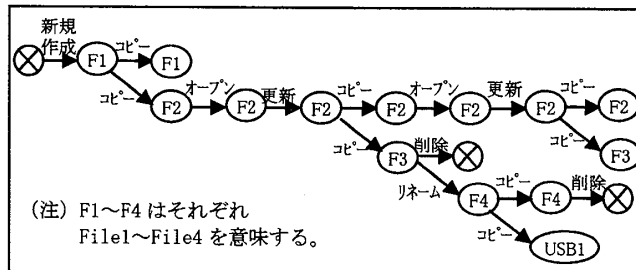 新規
作成
F1
コピー
F1
コピー
F2
オープン
F2
更新
F2
コピー
F2
オープン
F2
更新
F2
コピー
F2
コピー
F3
コピー
F3
削除
リネーム
F4
コピー
F4
削除
コピー
USB1
(注) F1～F4 はそれぞれ
File1～File4 を意味する。